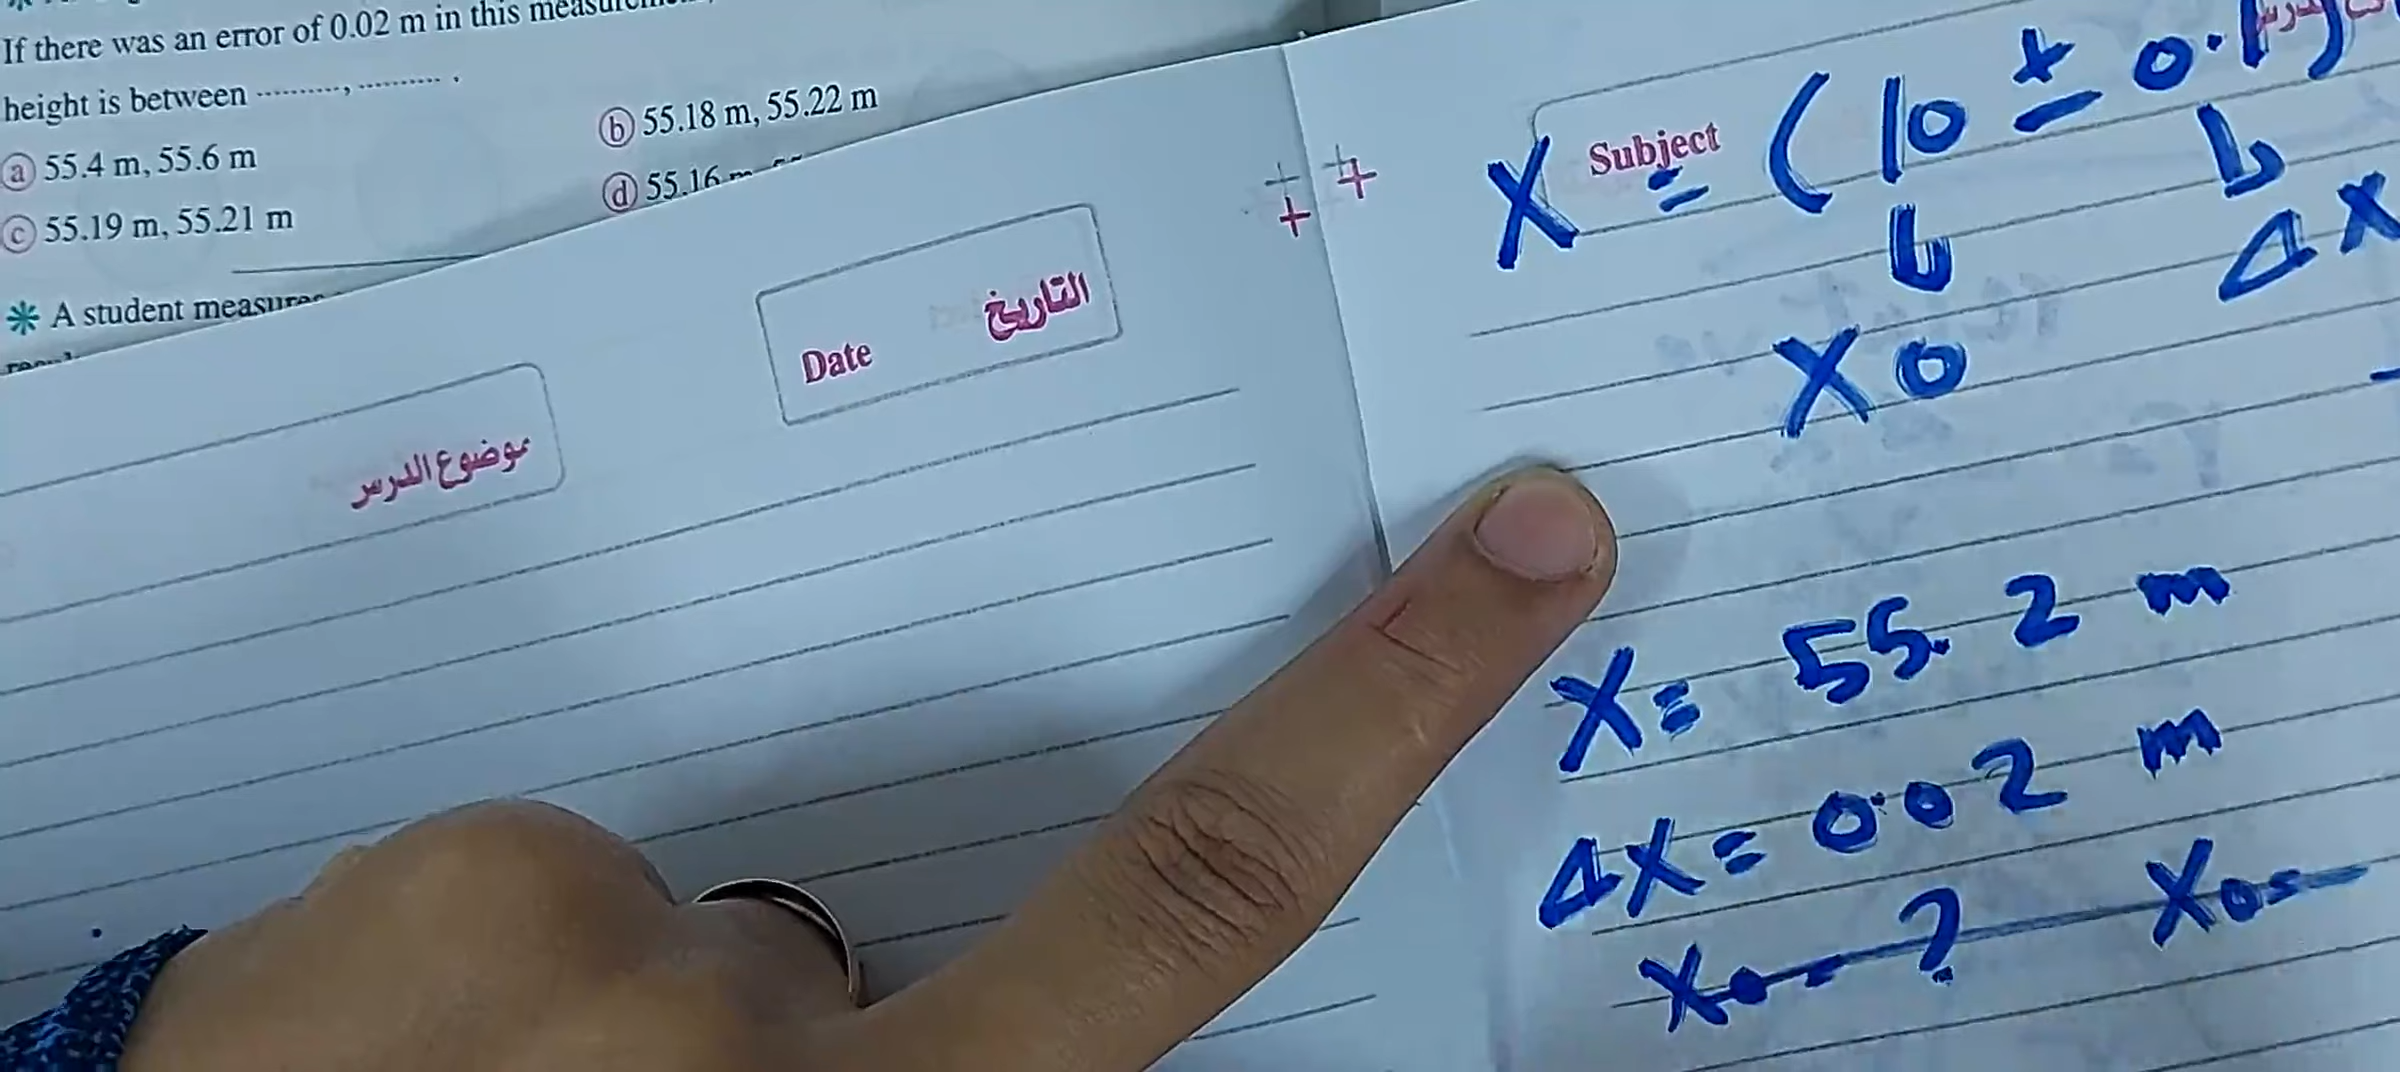 If there was an error of 0.02 m in this
height is between .........., .......... .
ⓐ 55.4 m, 55.6 m
ⓑ 55.18 m, 55.22 m
ⓒ 55.19 m, 55.21 m
ⓓ 55.16 m
* A student measures
Date
التاريخ
موضوع الدرس
Subject
X = (10 ± 0.1)
X0
ΔX
X = 55.2 m
ΔX = 0.02 m
X0 = ?
X0 =